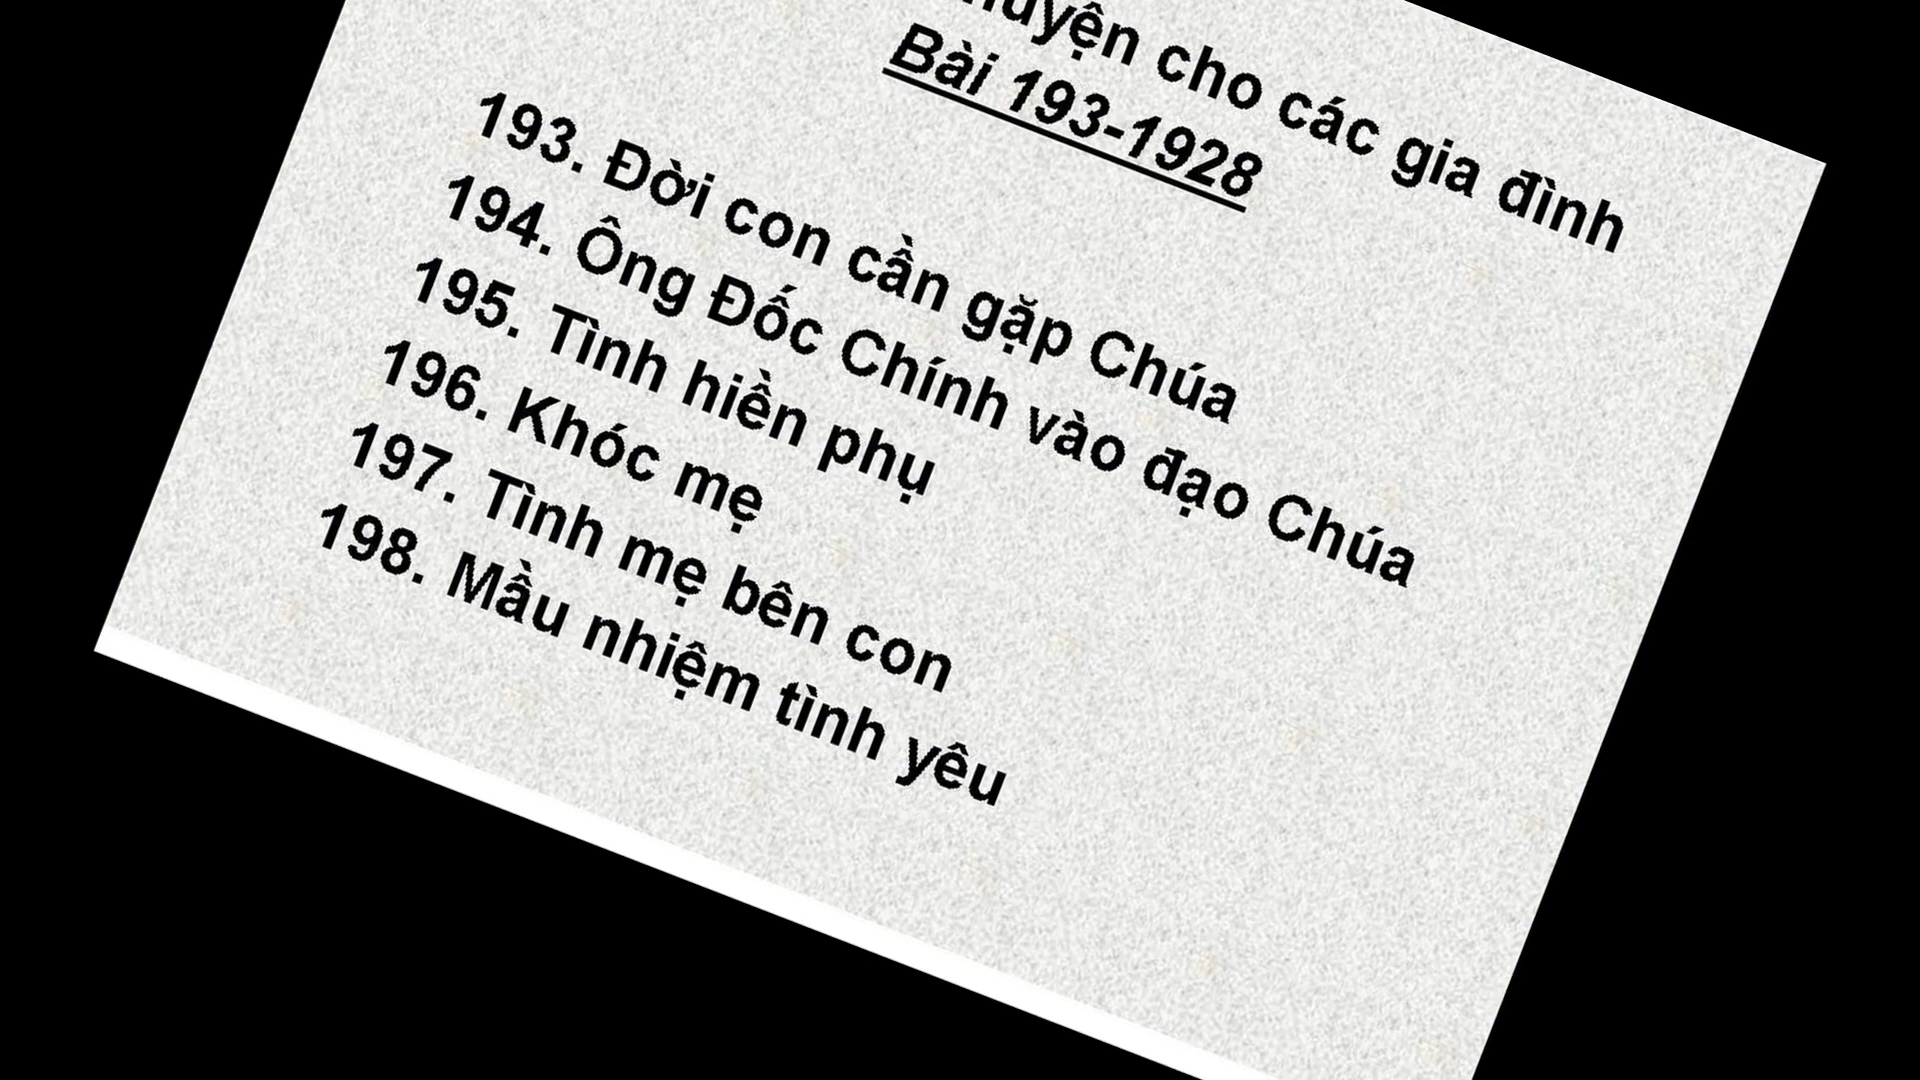 cho các gia đình
Bài 193-1928
193. Đời con cần gặp Chúa
194. Ông Đốc Chính vào đạo Chúa
195. Tình hiền phụ
196. Khóc mẹ
197. Tình mẹ bên con
198. Mầu nhiệm tình yêu